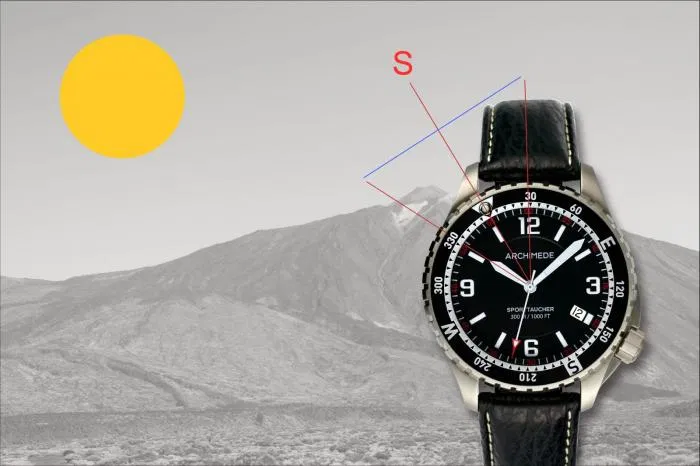 S
30
60
E
120
150
S
210
240
W
300
330
12
3
6
9
ARCHIMEDE
SPORTTAUCHER
300 M / 1000 FT
12